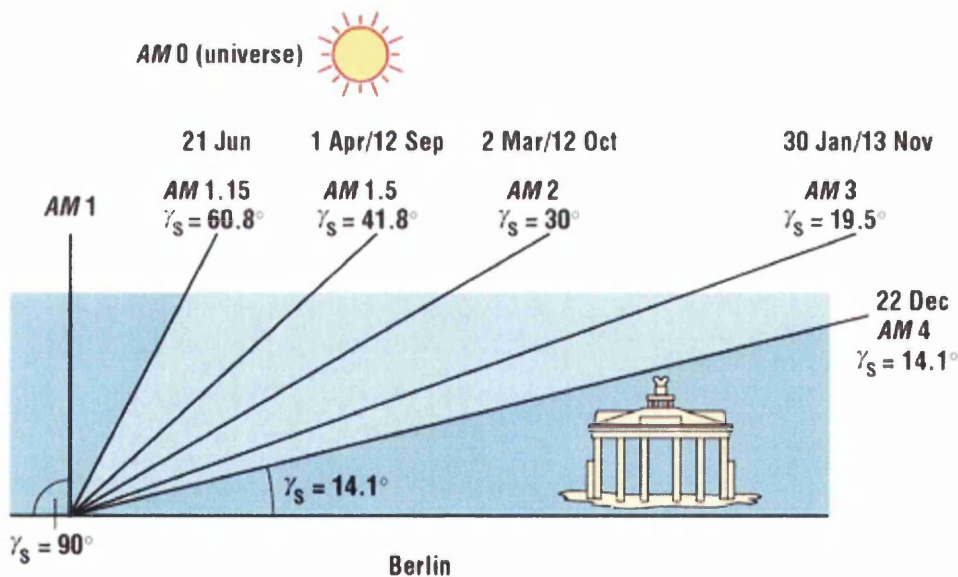 AM 0 (universe)
21 Jun
1 Apr/12 Sep
2 Mar/12 Oct
30 Jan/13 Nov
AM 1
AM 1.15
γs = 60.8°
AM 1.5
γs = 41.8°
AM 2
γs = 30°
AM 3
γs = 19.5°
22 Dec
AM 4
γs = 14.1°
γs = 14.1°
γs = 90°
Berlin